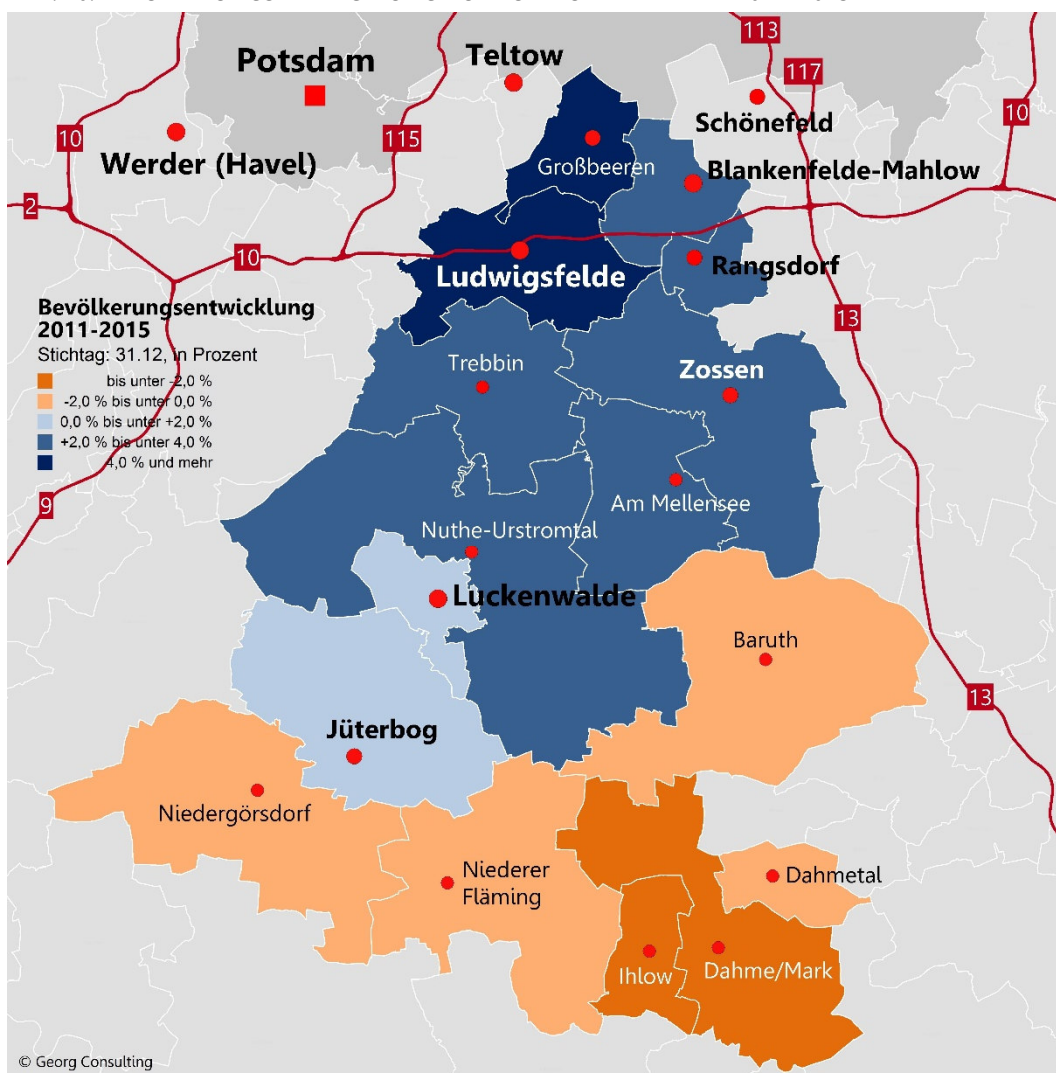 113
Teltow
Potsdam
117
10
10
115
Schönefeld
Großbeeren
Werder (Havel)
Blankenfelde-Mahlow
2
10
Rangsdorf
Ludwigsfelde
Bevölkerungsentwicklung
2011-2015
Stichtag: 31.12, in Prozent
bis unter -2,0 %
-2,0 % bis unter 0,0 %
0,0 % bis unter +2,0 %
+2,0 % bis unter 4,0 %
4,0 % und mehr
13
Trebbin
Zossen
9
Am Mellensee
Nuthe-Urstromtal
Luckenwalde
Baruth
13
Jüterbog
Niedergörsdorf
Niederer
Fläming
Dahmetal
Ihlow
Dahme/Mark
© Georg Consulting